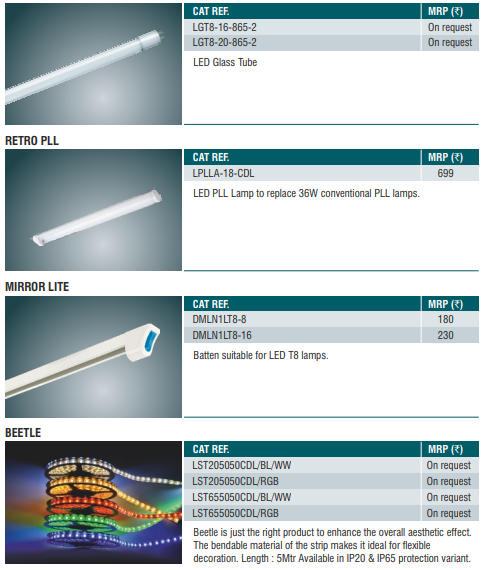 CAT REF. MRP (₹)
LGT8-16-865-2 On request
LGT8-20-865-2 On request
LED Glass Tube
RETRO PLL
CAT REF. MRP (₹)
LPLLA-18-CDL 699
LED PLL Lamp to replace 36W conventional PLL lamps.
MIRROR LITE
CAT REF. MRP (₹)
DMLN1LT8-8 180
DMLN1LT8-16 230
Batten suitable for LED T8 lamps.
BEETLE
CAT REF. MRP (₹)
LST205050CDL/BL/WW On request
LST205050CDL/RGB On request
LST655050CDL/BL/WW On request
LST655050CDL/RGB On request
Beetle is just the right product to enhance the overall aesthetic effect.
The bendable material of the strip makes it ideal for flexible
decoration. Length : 5Mtr Available in IP20 & IP65 protection variant.